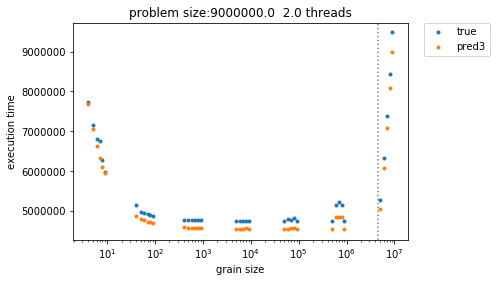 problem size:9000000.0  2.0 threads
true
pred3
execution time
9000000
8000000
7000000
6000000
5000000
10¹
10²
10³
10⁴
10⁵
10⁶
10⁷
grain size